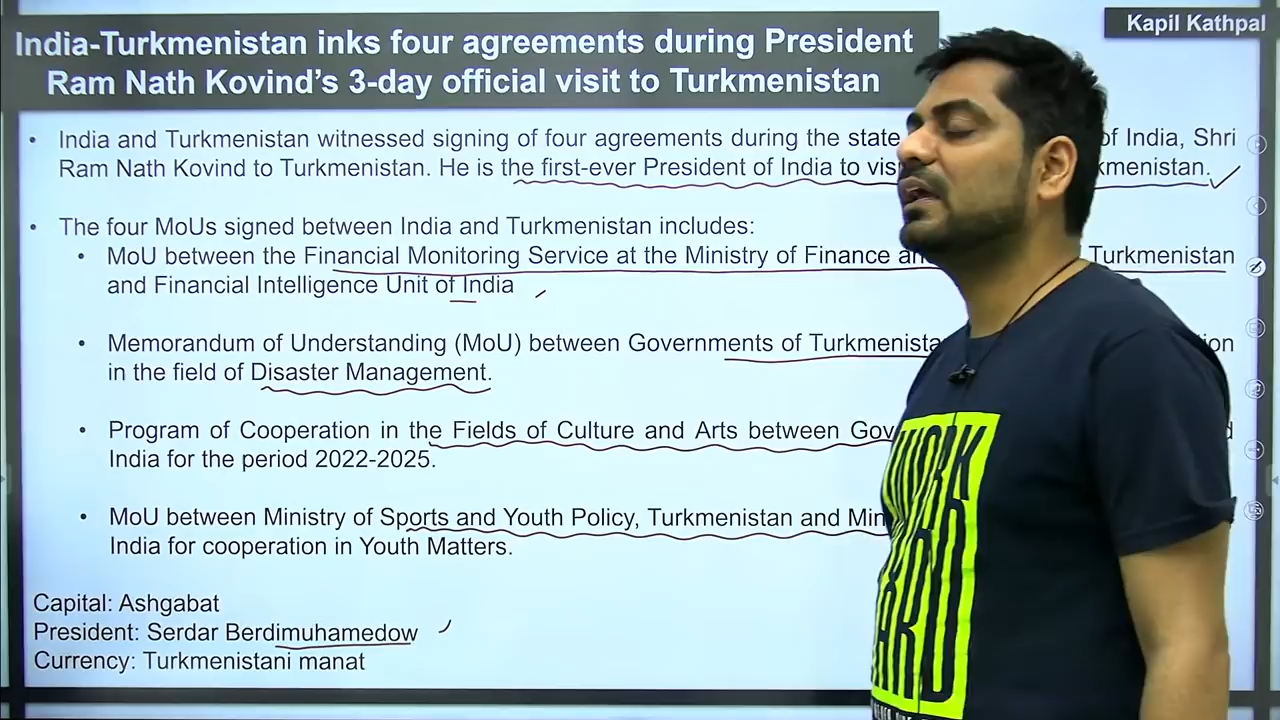 India-Turkmenistan inks four agreements during President
Ram Nath Kovind's 3-day official visit to Turkmenistan
Kapil Kathpal
• India and Turkmenistan witnessed signing of four agreements during the state of India, Shri
Ram Nath Kovind to Turkmenistan. He is the first-ever President of India to
• The four MoUs signed between India and Turkmenistan includes:
• MoU between the Financial Monitoring Service at the Ministry of Finance Turkmenistan
and Financial Intelligence Unit of India
• Memorandum of Understanding (MoU) between Governments of
in the field of Disaster Management.
• Program of Cooperation in the Fields of Culture and Arts between
India for the period 2022-2025.
• MoU between Ministry of Sports and Youth Policy, Turkmenistan and
India for cooperation in Youth Matters.
Capital: Ashgabat
President: Serdar Berdimuhamedow
Currency: Turkmenistani manat
WORK
HARD